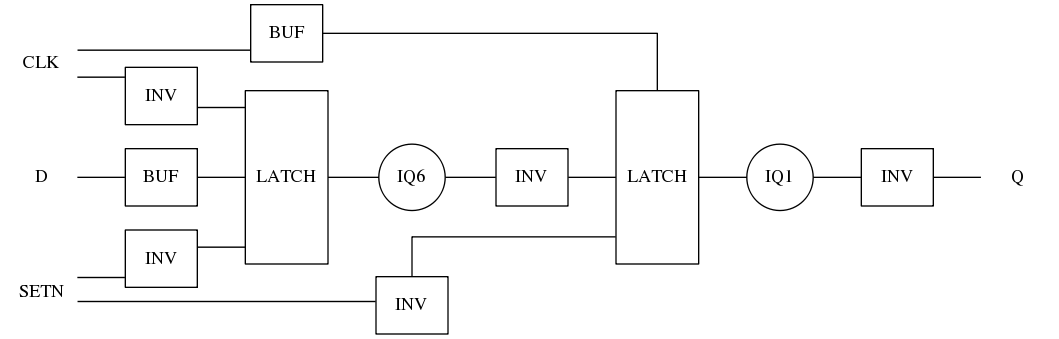 BUF
CLK
INV
D
BUF
LATCH
IQ6
INV
LATCH
IQ1
INV
Q
INV
SETN
INV